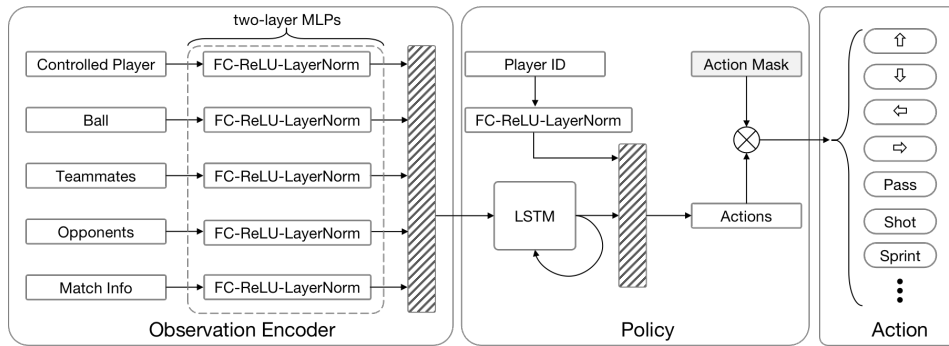 two-layer MLPs
Controlled Player
FC-ReLU-LayerNorm
Ball
FC-ReLU-LayerNorm
Teammates
FC-ReLU-LayerNorm
Opponents
FC-ReLU-LayerNorm
Match Info
FC-ReLU-LayerNorm
Observation Encoder
Player ID
FC-ReLU-LayerNorm
LSTM
Action Mask
Actions
Policy
Pass
Shot
Sprint
Action